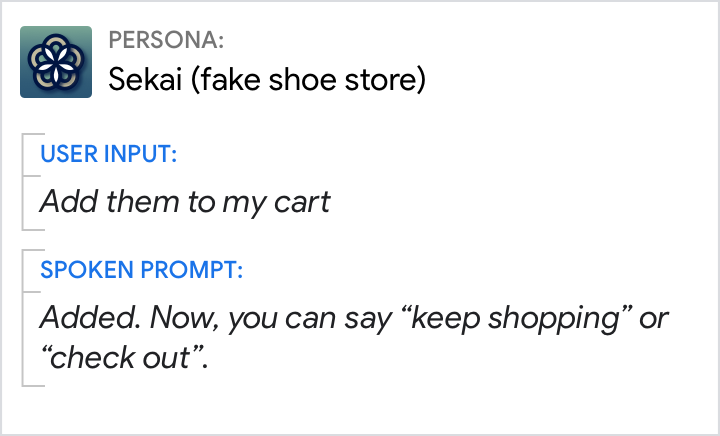 PERSONA:
Sekai (fake shoe store)
USER INPUT:
Add them to my cart
SPOKEN PROMPT:
Added. Now, you can say “keep shopping” or
“check out”.